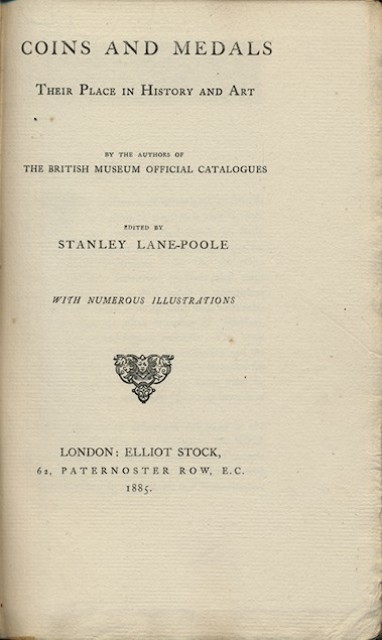 COINS AND MEDALS
THEIR PLACE IN HISTORY AND ART
BY THE AUTHORS OF
THE BRITISH MUSEUM OFFICIAL CATALOGUES
EDITED BY
STANLEY LANE-POOLE
WITH NUMEROUS ILLUSTRATIONS
LONDON: ELLIOT STOCK,
62, PATERNOSTER ROW, E.C.
1885.